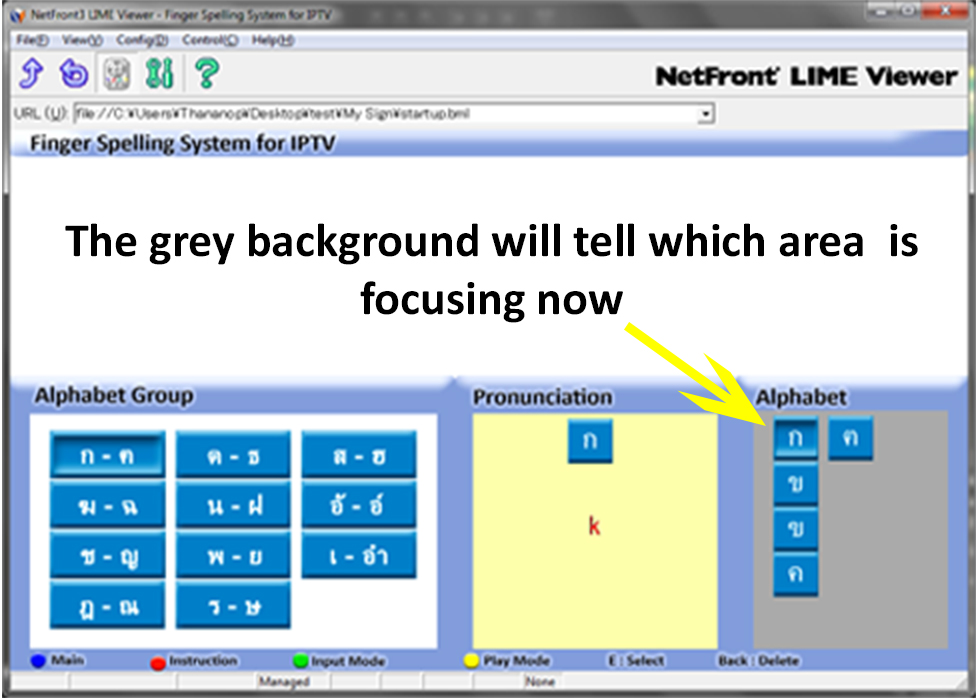 NetFront3 LIME Viewer - Finger Spelling System for IPTV
File(F) View(V) Config(O) Control(C) Help(H)
NetFront LIME Viewer
URL (U): file://C:¥Users¥Thananop¥Desktop¥test¥My Sign¥startup.bml
Finger Spelling System for IPTV
The grey background will tell which area is
focusing now
Alphabet Group
ก - ฅ ด - ธ ส - ฮ
ฆ - ฉ น - ฝ อั - อ์
ช - ญ พ - ย เ - อำ
ฎ - ณ ร - ษ
Pronunciation
ก
k
Alphabet
ก ฅ
ข
ฃ
ค
Main Instruction Input Mode Play Mode E : Select Back : Delete
Managed None